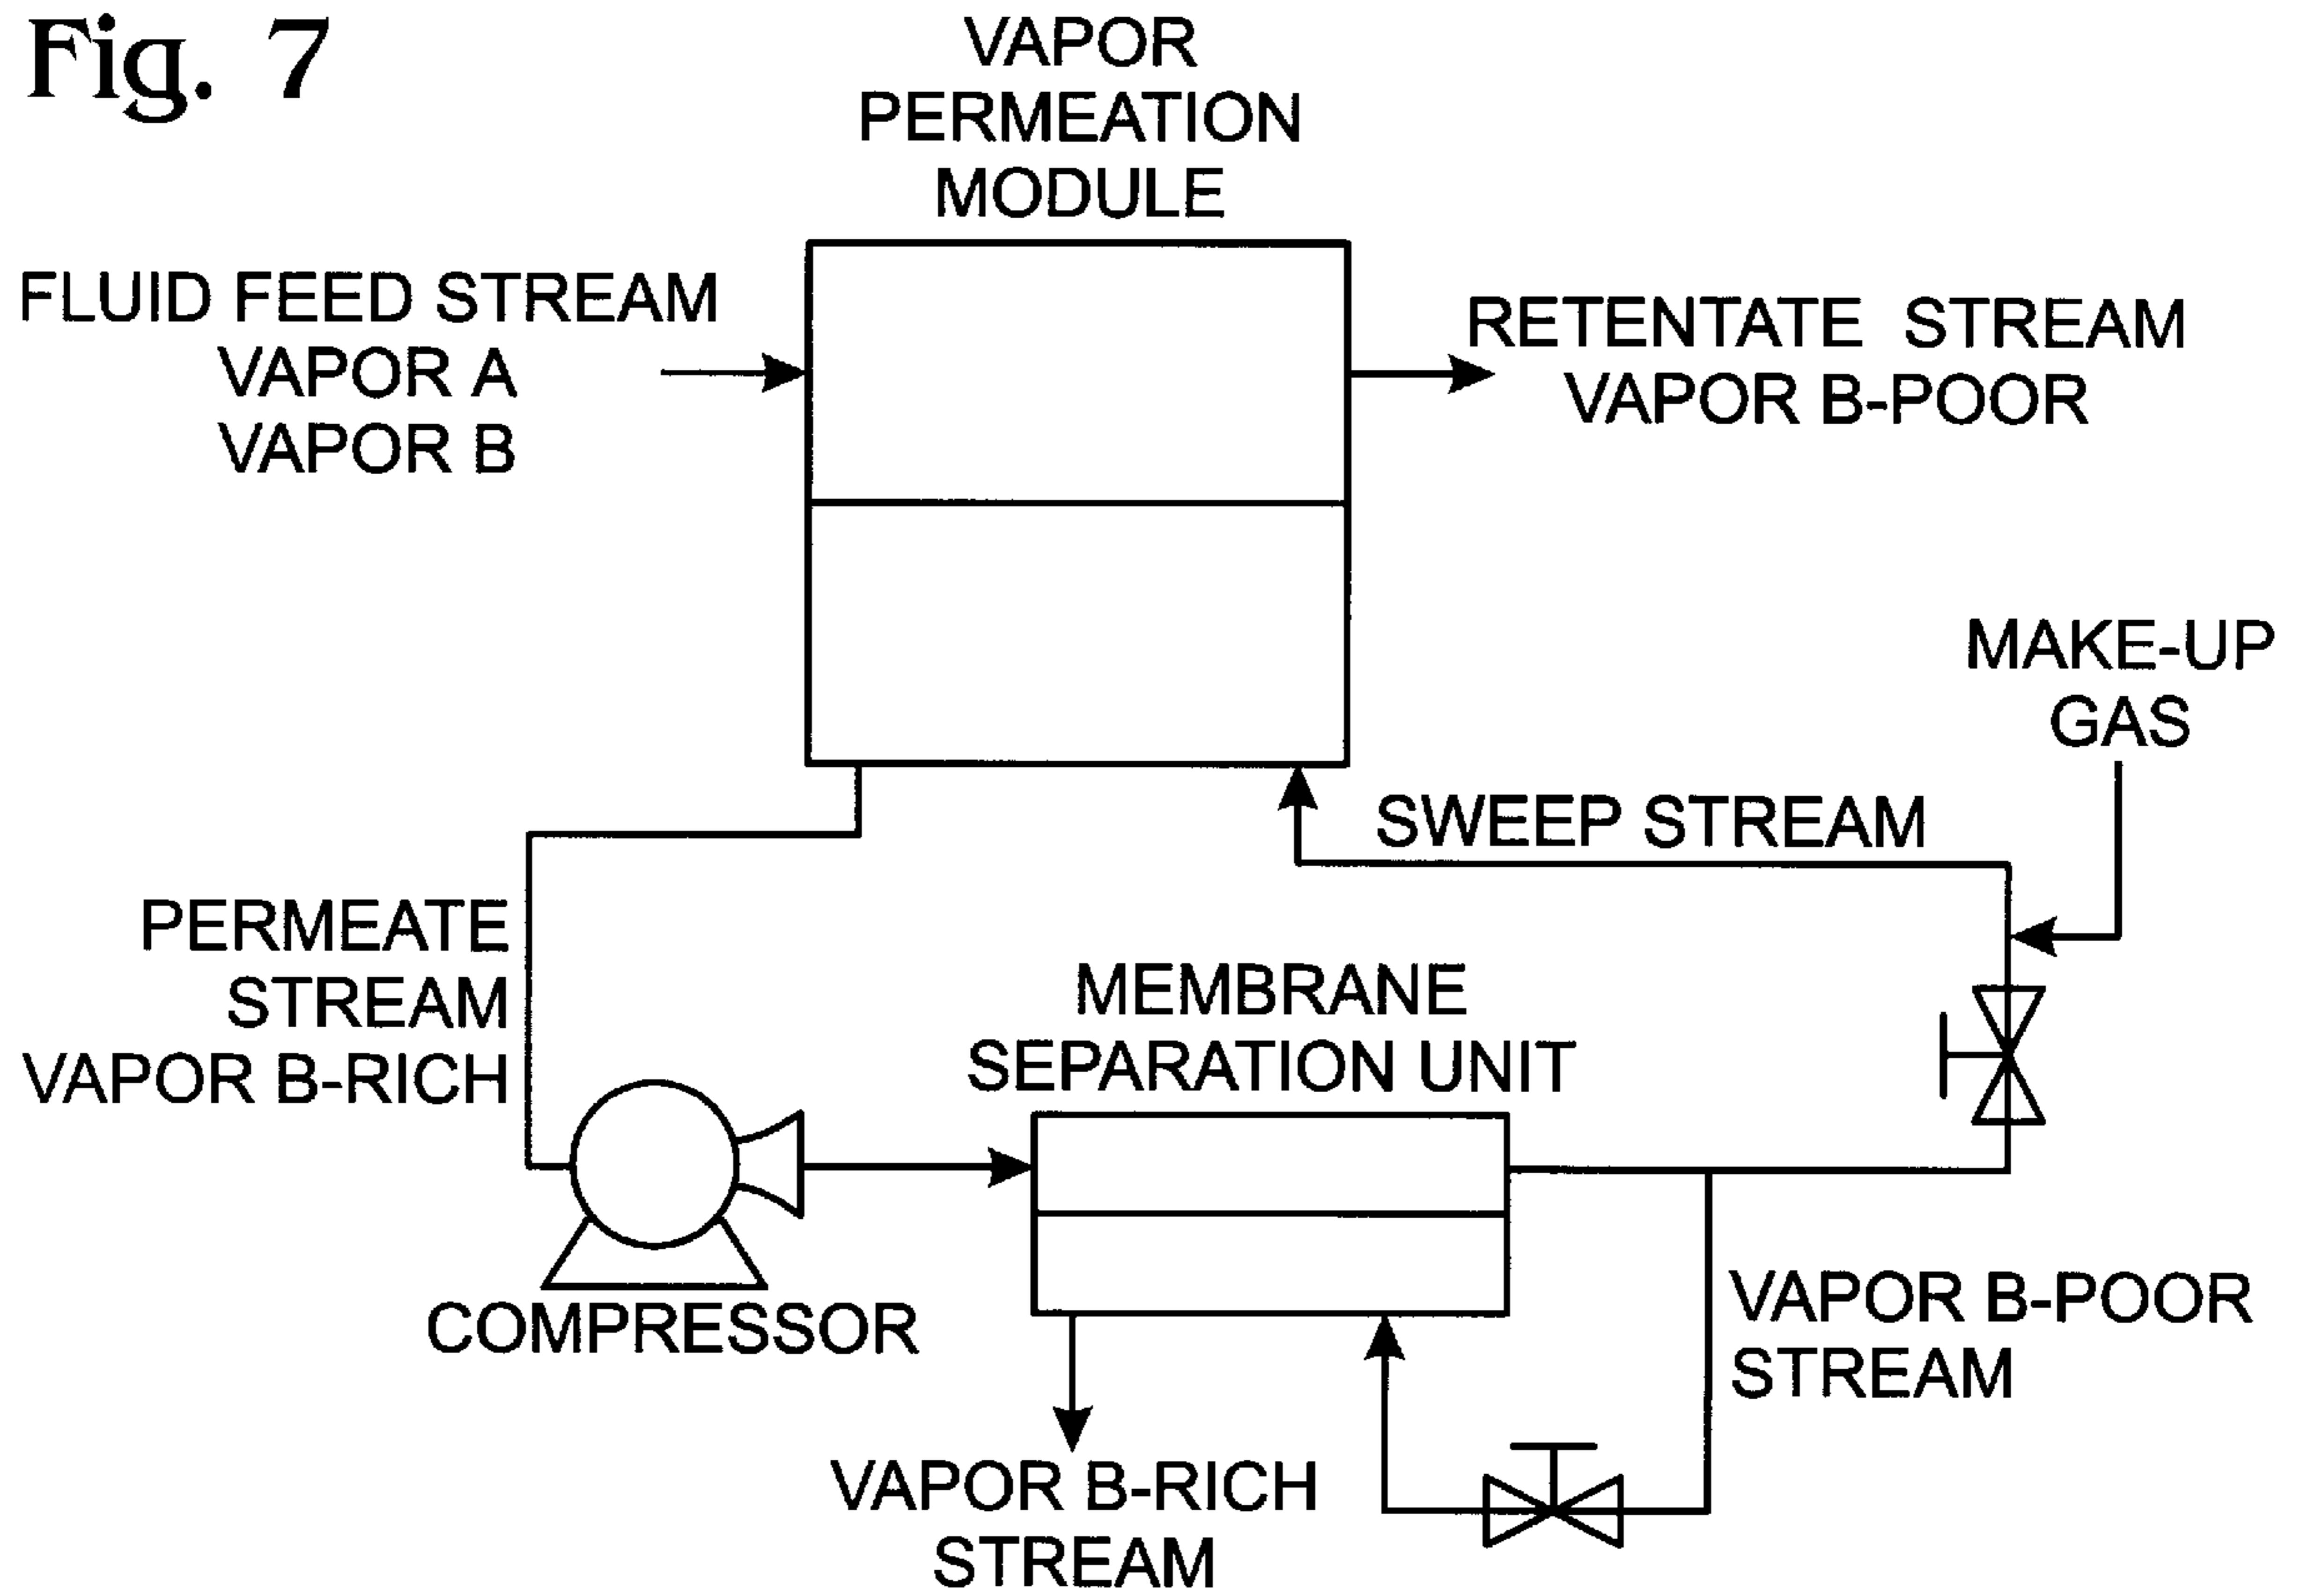 Fig. 7
VAPOR
PERMEATION
MODULE
FLUID FEED STREAM
VAPOR A
VAPOR B
RETENTATE STREAM
VAPOR B-POOR
MAKE-UP
GAS
SWEEP STREAM
PERMEATE
STREAM
VAPOR B-RICH
MEMBRANE
SEPARATION UNIT
COMPRESSOR
VAPOR B-POOR
STREAM
VAPOR B-RICH
STREAM